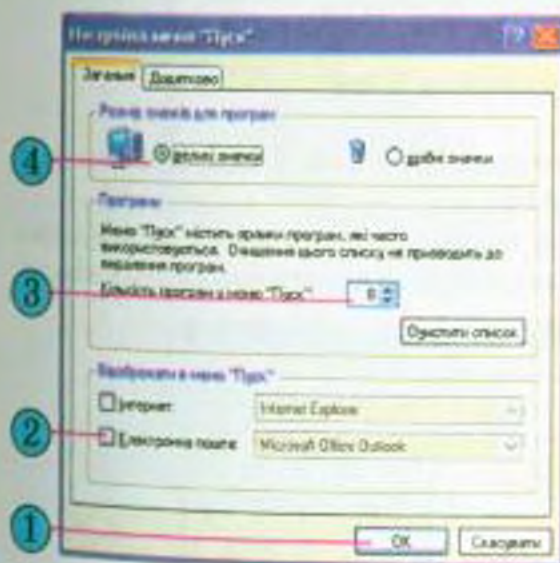 Настройка меню "Пуск"
Загальні Додатково
Розмір значків для програм
4 великі значки дрібні значки
Програми
Меню "Пуск" містить ярлики програм, які часто
використовуються. Очищення цього списку не призводить до
видалення програм.
3 Кількість програм у меню "Пуск": 6
Очистити список
Відображати в меню "Пуск"
Інтернет: Internet Explorer
2 Електронна пошта: Microsoft Office Outlook
1 OK Скасувати